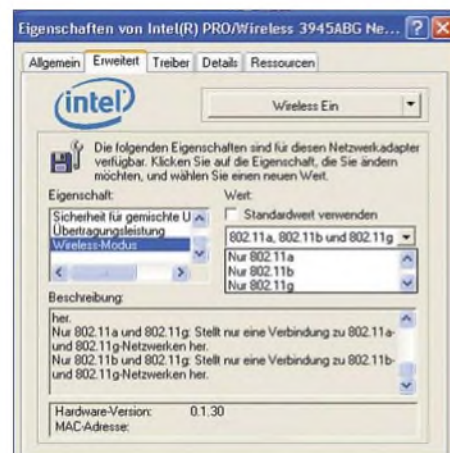 Eigenschaften von Intel(R) PRO/Wireless 3945ABG Ne...
Allgemein Erweitert Treiber Details Ressourcen
intel
Wireless Ein
Die folgenden Eigenschaften sind für diesen Netzwerkadapter
verfügbar. Klicken Sie auf die Eigenschaft, die Sie ändern
möchten, und wählen Sie einen neuen Wert.
Eigenschaft:
Sicherheit für gemischte U
Übertragungsleistung
Wireless-Modus
Wert:
Standardwert verwenden
802.11a, 802.11b und 802.11g
Nur 802.11a
Nur 802.11b
Nur 802.11g
Beschreibung:
her.
Nur 802.11a und 802.11g: Stellt nur eine Verbindung zu 802.11a-
und 802.11g-Netzwerken her.
Nur 802.11b und 802.11g: Stellt nur eine Verbindung zu 802.11b-
und 802.11g-Netzwerken her.
Hardware-Version: 0.1.30
MAC-Adresse: